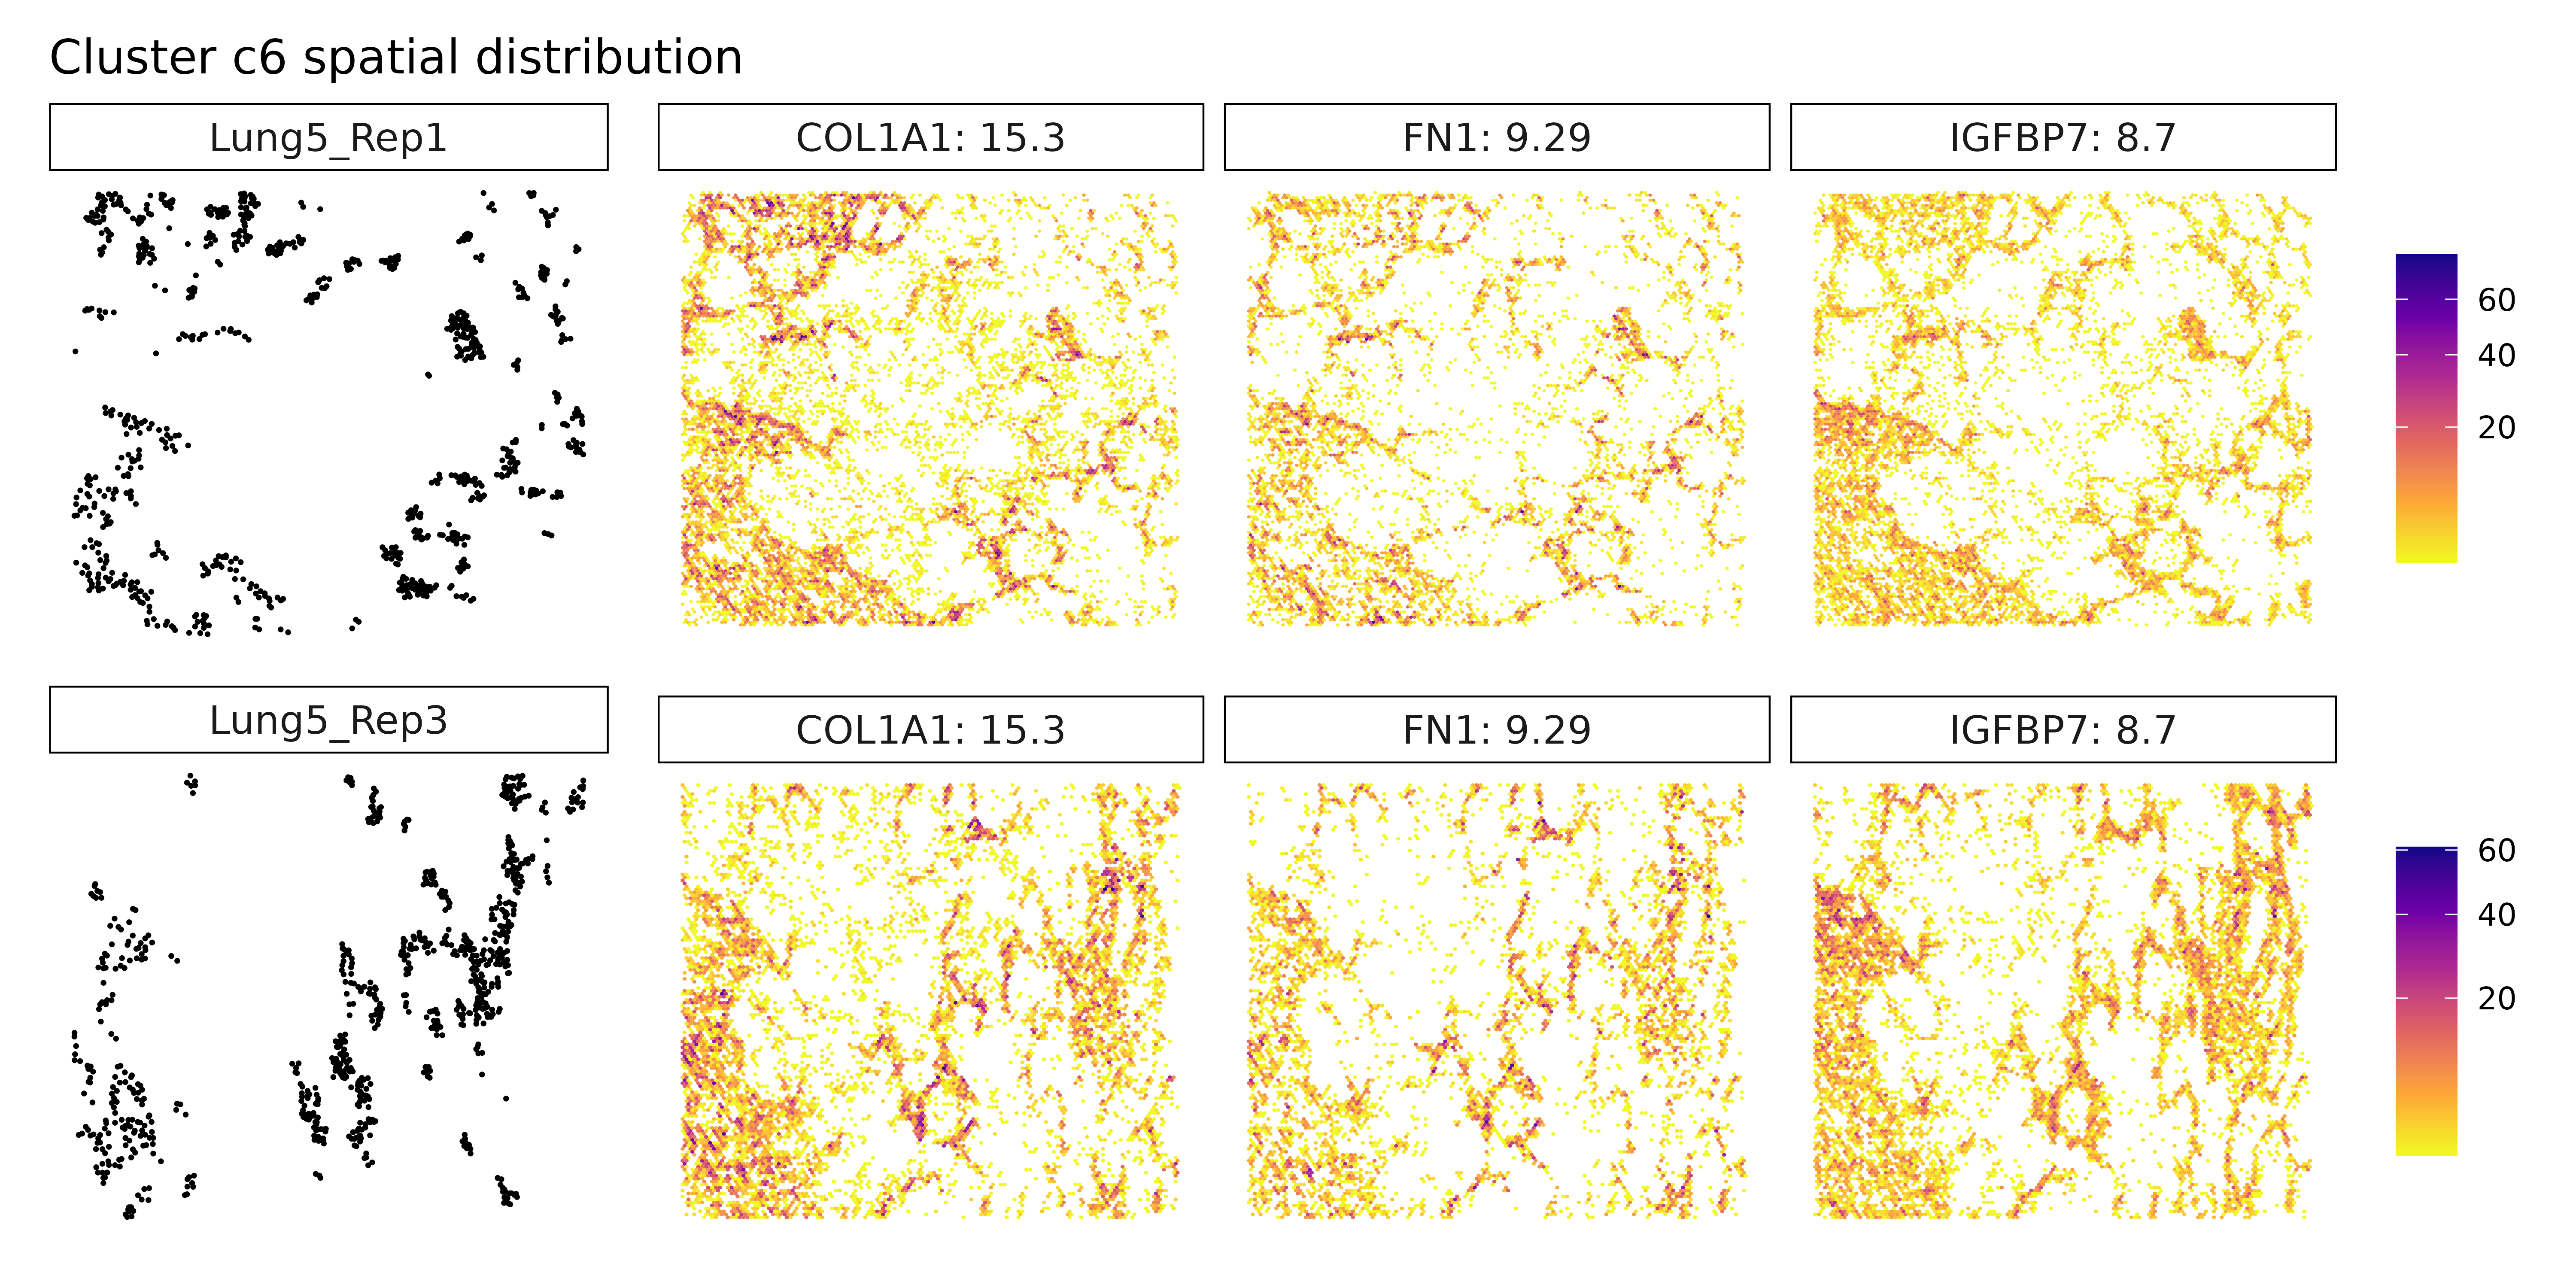 Cluster c6 spatial distribution
Lung5_Rep1
COL1A1: 15.3
FN1: 9.29
IGFBP7: 8.7
60
40
20
Lung5_Rep3
COL1A1: 15.3
FN1: 9.29
IGFBP7: 8.7
60
40
20